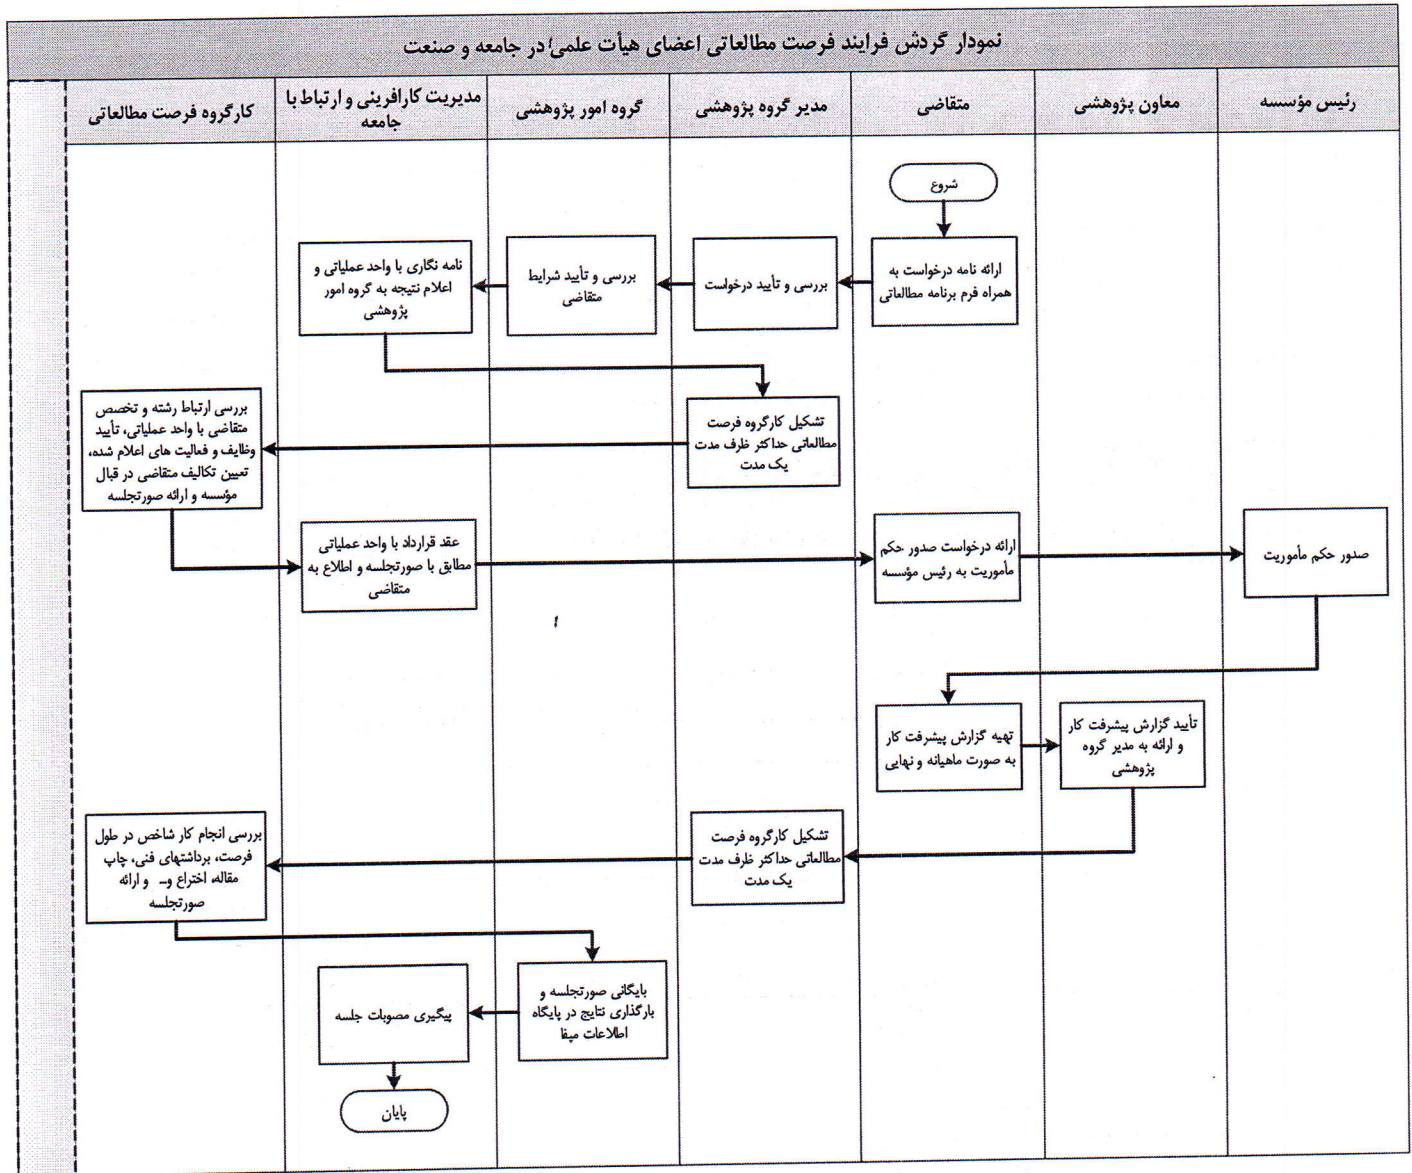 نمودار گردش فرایند فرصت مطالعاتی اعضای هیأت علمی در جامعه و صنعت
رئیس مؤسسه
معاون پژوهشی
متقاضی
مدیر گروه پژوهشی
گروه امور پژوهشی
مدیریت کارافرینی و ارتباط با
جامعه
کارگروه فرصت مطالعاتی
شروع
ارائه نامه درخواست به
همراه فرم برنامه مطالعاتی
بررسی و تأیید درخواست
بررسی و تأیید شرایط
متقاضی
نامه نگاری با واحد عملیاتی و
اعلام نتیجه به گروه امور
پژوهشی
تشکیل کارگروه فرصت
مطالعاتی حداکثر ظرف مدت
یک مدت
بررسی ارتباط رشته و تخصص
متقاضی با واحد عملیاتی، تأیید
وظایف و فعالیت های اعلام شده،
تعیین تکالیف متقاضی در قبال
مؤسسه و ارائه صورتجلسه
عقد قرارداد با واحد عملیاتی
مطابق با صورتجلسه و اطلاع به
متقاضی
ارائه درخواست صدور حکم
مأموریت به رئیس مؤسسه
صدور حکم مأموریت
تهیه گزارش پیشرفت کار
به صورت ماهیانه و نهایی
تأیید گزارش پیشرفت کار
و ارائه به مدیر گروه
پژوهشی
تشکیل کارگروه فرصت
مطالعاتی حداکثر ظرف مدت
یک مدت
بررسی انجام کار شاخص در طول
فرصت، برداشتهای فنی، چاپ
مقاله، اختراع و... و ارائه
صورتجلسه
بایگانی صورتجلسه و
بارگذاری نتایج در پایگاه
اطلاعات میفا
پیگیری مصوبات جلسه
پایان